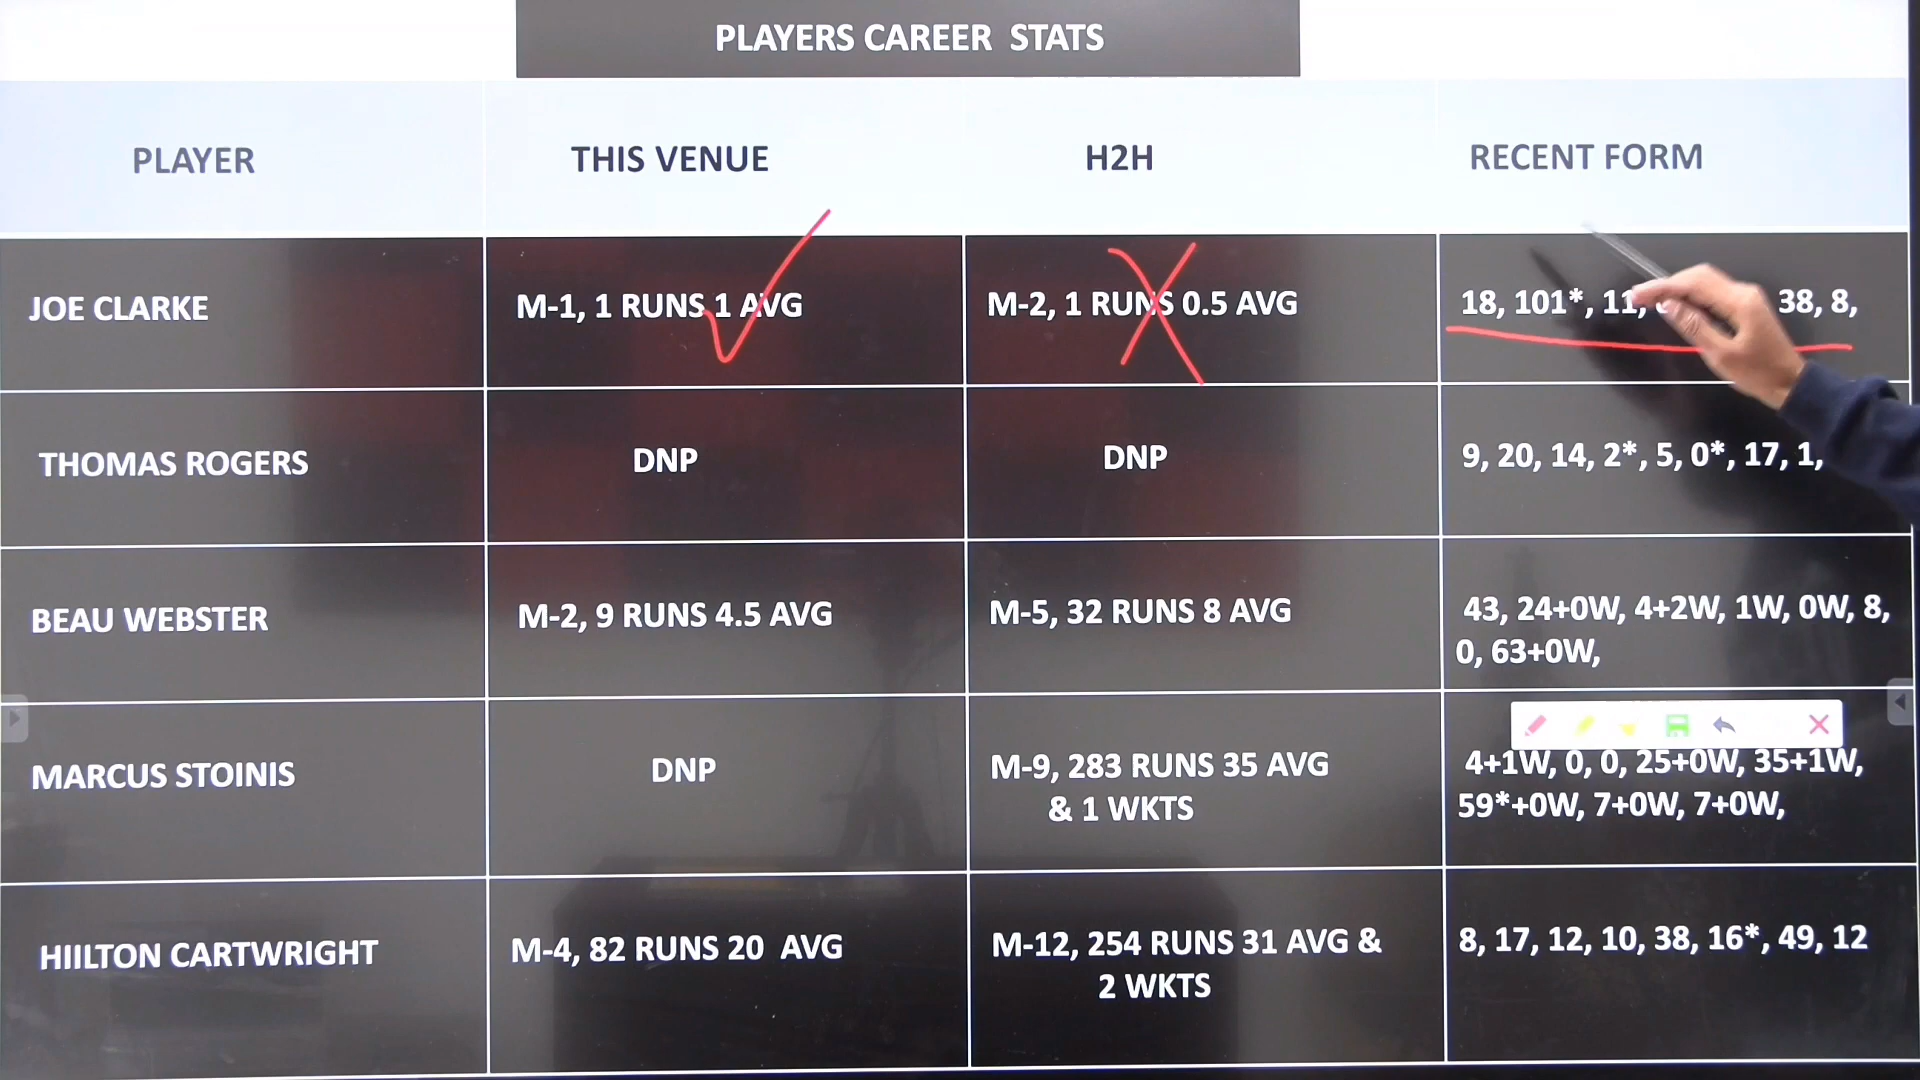 PLAYERS CAREER STATS
PLAYER
THIS VENUE
H2H
RECENT FORM
JOE CLARKE
M-1, 1 RUNS 1 AVG
M-2, 1 RUNS 0.5 AVG
18, 101*, 11, 38, 8,
THOMAS ROGERS
DNP
DNP
9, 20, 14, 2*, 5, 0*, 17, 1,
BEAU WEBSTER
M-2, 9 RUNS 4.5 AVG
M-5, 32 RUNS 8 AVG
43, 24+0W, 4+2W, 1W, 0W, 8,
0, 63+0W,
MARCUS STOINIS
DNP
M-9, 283 RUNS 35 AVG
& 1 WKTS
4+1W, 0, 0, 25+0W, 35+1W,
59*+0W, 7+0W, 7+0W,
HIILTON CARTWRIGHT
M-4, 82 RUNS 20 AVG
M-12, 254 RUNS 31 AVG &
2 WKTS
8, 17, 12, 10, 38, 16*, 49, 12